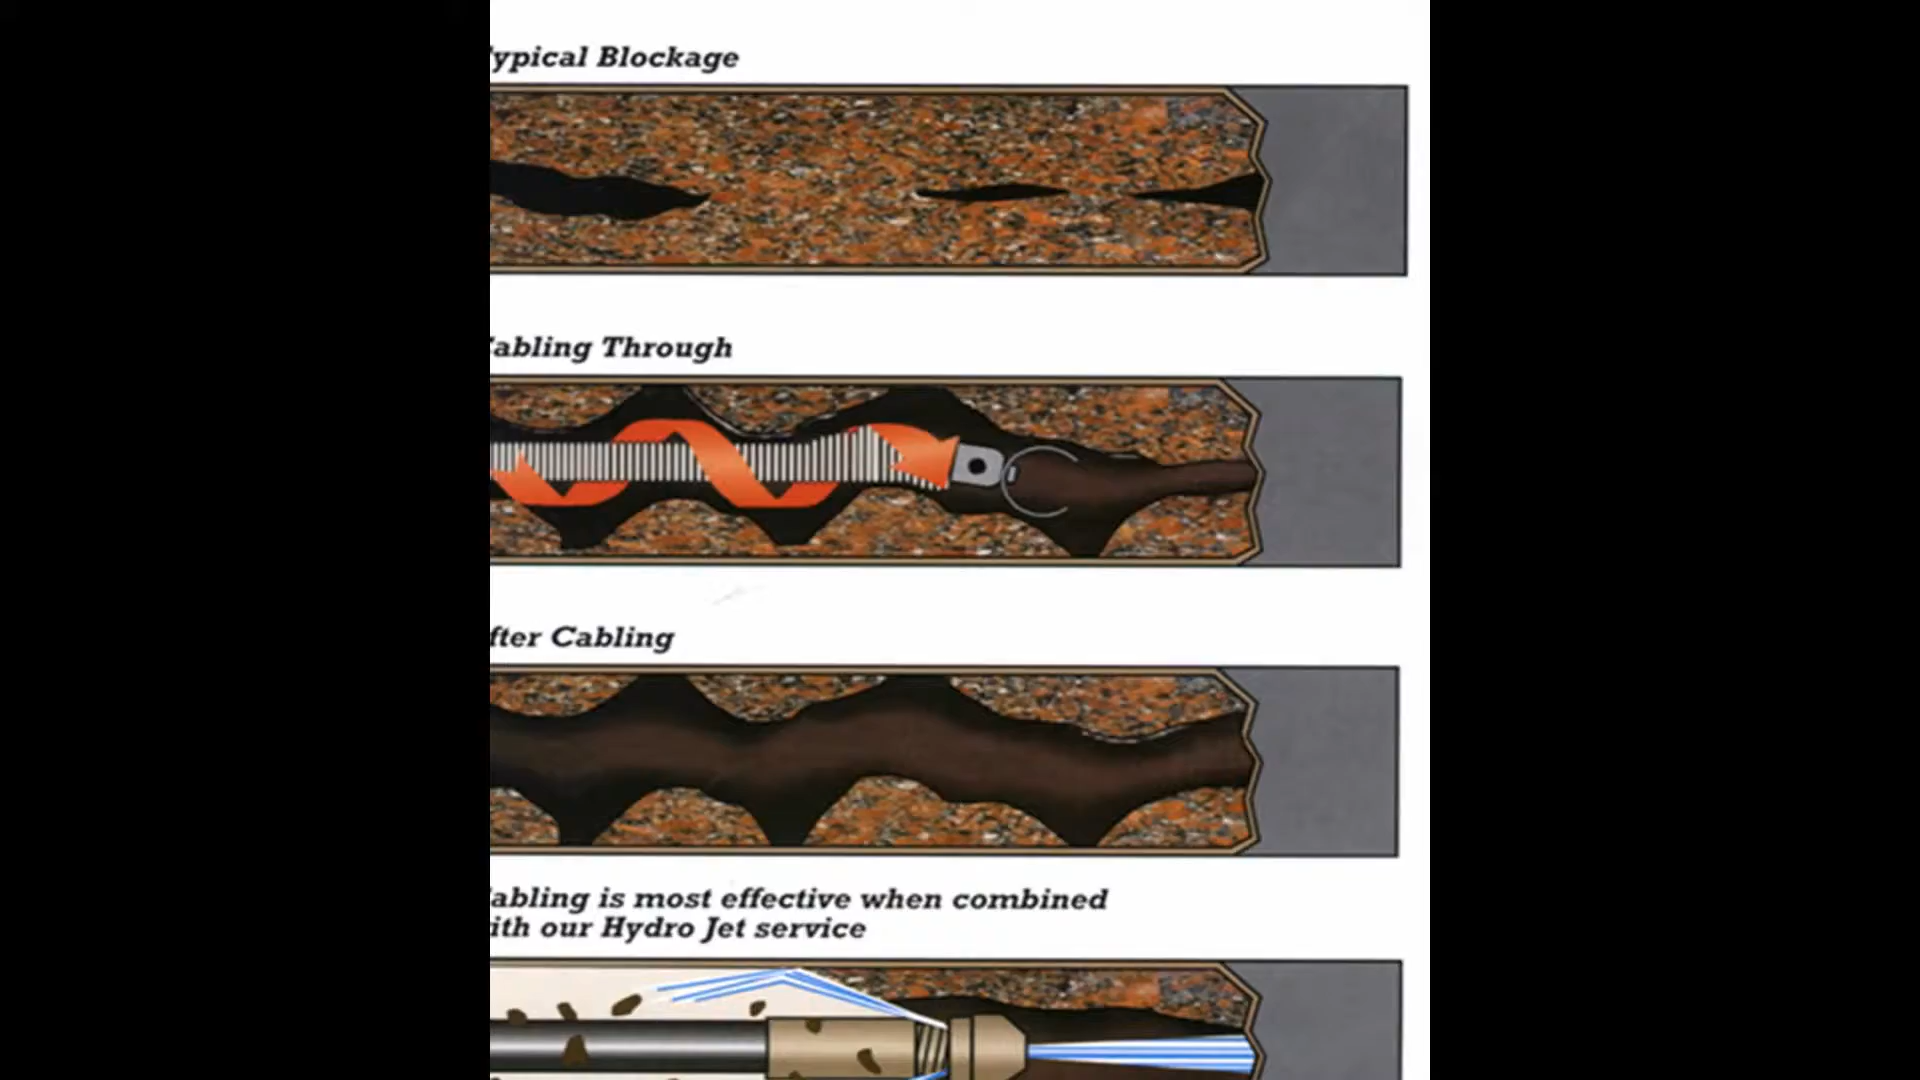 ypical Blockage
abling Through
fter Cabling
abling is most effective when combined
ith our Hydro Jet service